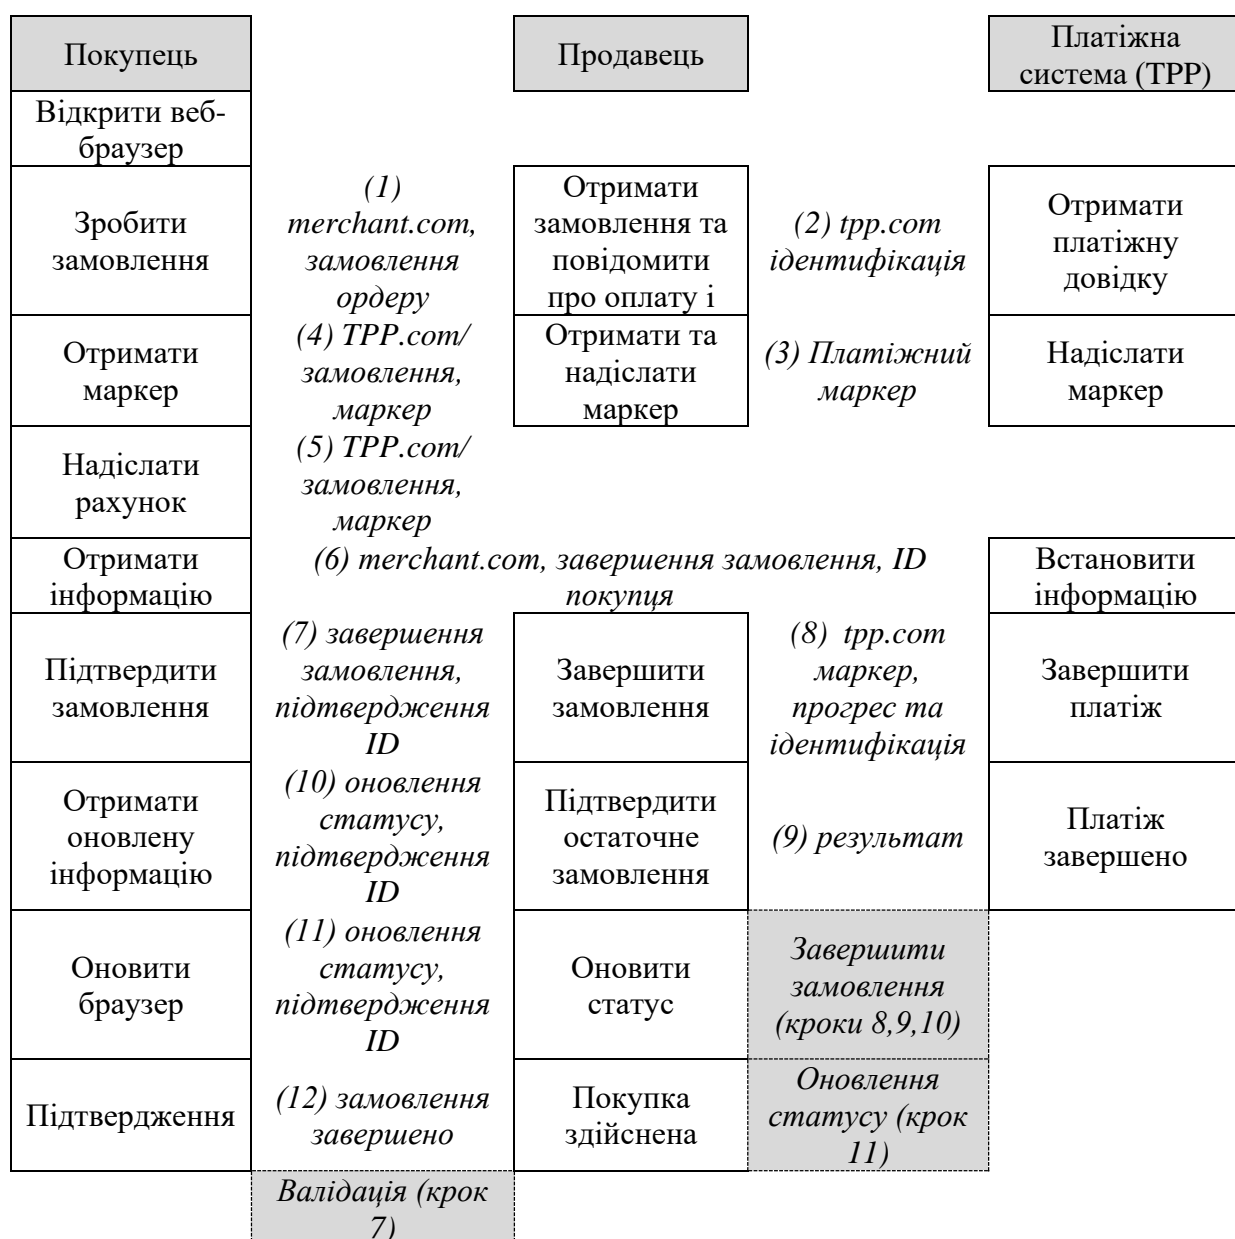 Покупець
Продавець
Платіжна
система (TPP)
Відкрити веб-
браузер
Зробити
замовлення
(1)
merchant.com,
замовлення
ордеру
Отримати
замовлення та
повідомити
про оплату і
(2) tpp.com
ідентифікація
Отримати
платіжну
довідку
Отримати
маркер
(4) TPP.com/
замовлення,
маркер
Отримати та
надіслати
маркер
(3) Платіжний
маркер
Надіслати
маркер
Надіслати
рахунок
(5) TPP.com/
замовлення,
маркер
Отримати
інформацію
(6) merchant.com, завершення замовлення, ID
покупця
Встановити
інформацію
Підтвердити
замовлення
(7) завершення
замовлення,
підтвердження
ID
Завершити
замовлення
(8) tpp.com
маркер,
прогрес та
ідентифікація
Завершити
платіж
Отримати
оновлену
інформацію
(10) оновлення
статусу,
підтвердження
ID
Підтвердити
остаточне
замовлення
(9) результат
Платіж
завершено
Оновити
браузер
(11) оновлення
статусу,
підтвердження
ID
Оновити
статус
Завершити
замовлення
(кроки 8,9,10)
Підтвердження
(12) замовлення
завершено
Покупка
здійснена
Оновлення
статусу (крок
11)
Валідація (крок
7)